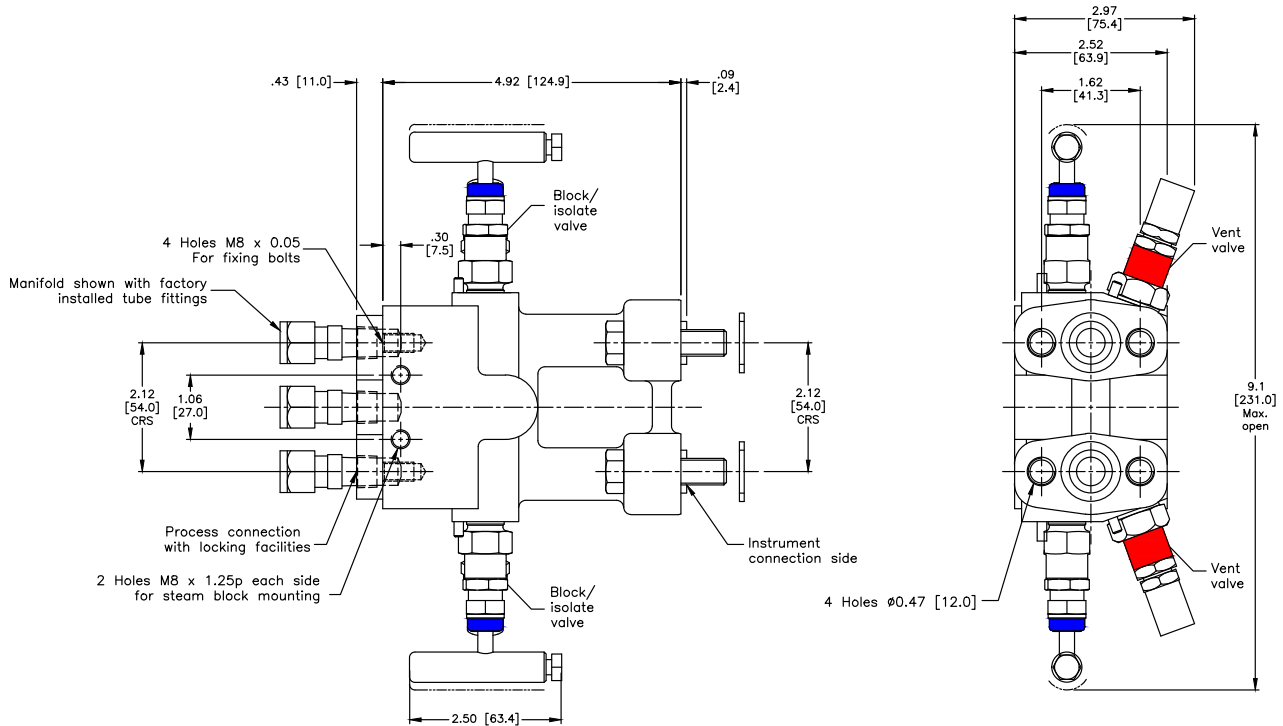 2.97
[75.4]
2.52
[63.9]
.43 [11.0]
4.92 [124.9]
.09
[2.4]
1.62
[41.3]
Block/
isolate
valve
.30
[7.5]
4 Holes M8 x 0.05
For fixing bolts
Vent
valve
Manifold shown with factory
installed tube fittings
2.12
[54.0]
CRS
1.06
[27.0]
2.12
[54.0]
CRS
9.1
[231.0]
Max.
open
Process connection
with locking facilities
Instrument
connection side
2 Holes M8 x 1.25p each side
for steam block mounting
Block/
isolate
valve
4 Holes ø0.47 [12.0]
Vent
valve
2.50 [63.4]